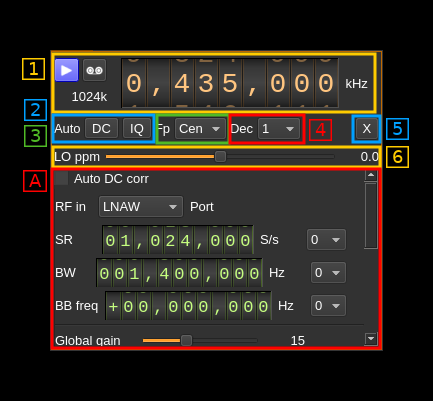 1
0,435,000 kHz
1024k
2
3
Auto DC IQ Fp Cen Dec 1 4 X 5
LO ppm 0.0 6
A
Auto DC corr
RF in LNAW Port
SR 01,024,000 S/s 0
BW 001,400,000 Hz 0
BB freq +00,000,000 Hz 0
Global gain 15